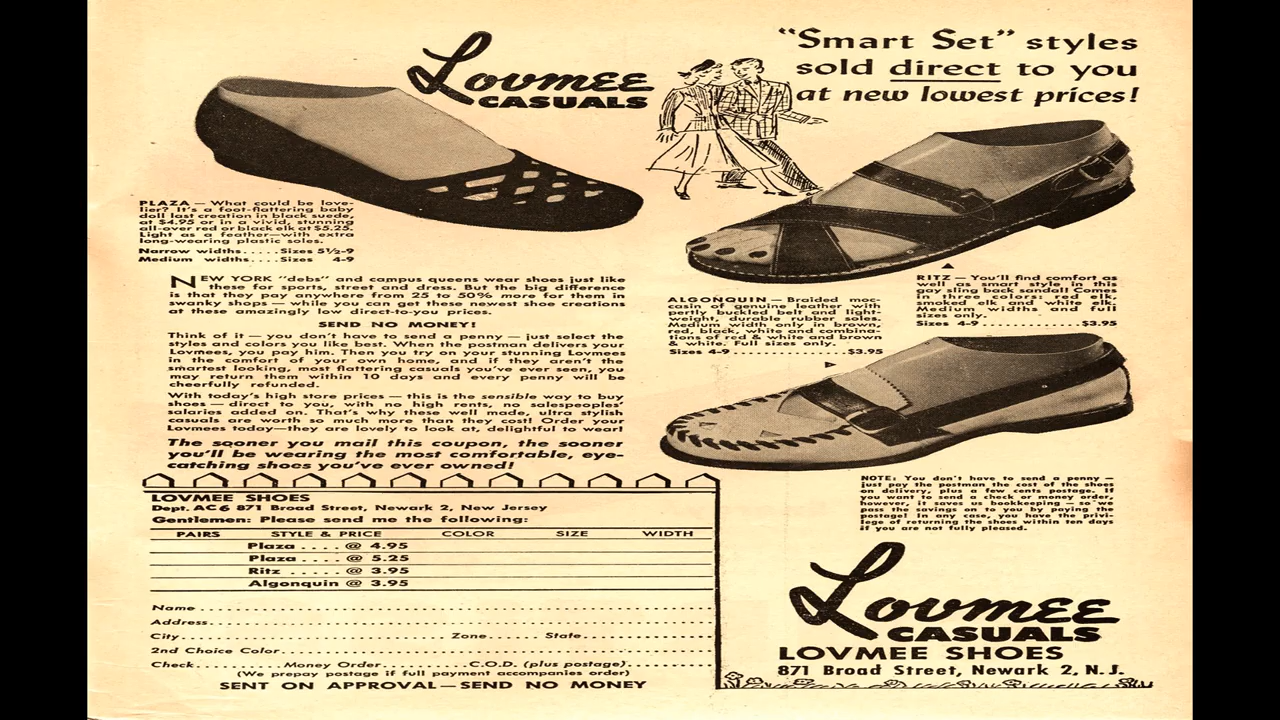 Lovmee
CASUALS
"Smart Set" styles
sold direct to you
at new lowest prices!
PLAZA — What could be love-
lier? It's a foot-flattering baby
doll last creation in black suede,
at $4.95 or in a vivid, stunning
all-over red or black elk at $5.25.
Light as a feather—with extra
long-wearing plastic soles.
Narrow widths.....Sizes 5½-9
Medium widths....Sizes 4-9
NEW YORK "debs" and campus queens wear shoes just like
these for sports, street and dress. But the big difference
is that they pay anywhere from 25 to 50% more for them in
swanky shops — while you can get these newest shoe creations
at these amazingly low direct-to-you prices.
SEND NO MONEY!
Think of it — you don't have to send a penny — just select the
styles and colors you like best. When the postman delivers your
Lovmees, you pay him. Then you try on your stunning Lovmees
in the comfort of your own home, and if they aren't the
smartest looking, most flattering casuals you've ever seen, you
may return them within 10 days and every penny will be
cheerfully refunded.
With today's high store prices — this is the sensible way to buy
shoes — direct to you, with no high rents, no salespeoples'
salaries added on. That's why these well made, ultra stylish
casuals are worth so much more than they cost! Order your
Lovmees today—they are lovely to look at, delightful to wear!
The sooner you mail this coupon, the sooner
you'll be wearing the most comfortable, eye-
catching shoes you've ever owned!
RITZ — You'll find comfort as
well as smart style in this
gay sling back sandal! Comes
in three colors: red elk,
smoked elk and white elk.
Medium widths and full
sizes only.
Sizes 4-9 ..............$3.95
ALGONQUIN — Braided moc-
casin of genuine leather with
pertly buckled belt and light-
weight, durable rubber soles.
Medium width only in brown,
red, black, white and combina-
tions of red & white and brown
& white. Full sizes only.
Sizes 4-9 ................$3.95
NOTE: You don't have to send a penny —
just pay the postman the cost of the shoes
on delivery, plus a few cents postage. If
you want to send a check or money order,
however, it saves us bookkeeping — so we
pass the savings on to you by paying the
postage! In any case, you have the privi-
lege of returning the shoes within ten days
if you are not fully pleased.
LOVMEE SHOES
Dept. AC6 871 Broad Street, Newark 2, New Jersey
Gentlemen: Please send me the following:
PAIRS STYLE & PRICE COLOR SIZE WIDTH
Plaza .... @ 4.95
Plaza .... @ 5.25
Ritz ..... @ 3.95
Algonquin @ 3.95
Name
Address
City Zone State
2nd Choice Color
Check Money Order C.O.D. (plus postage)
(We prepay postage if full payment accompanies order)
SENT ON APPROVAL — SEND NO MONEY
Lovmee
CASUALS
LOVMEE SHOES
871 Broad Street, Newark 2, N. J.